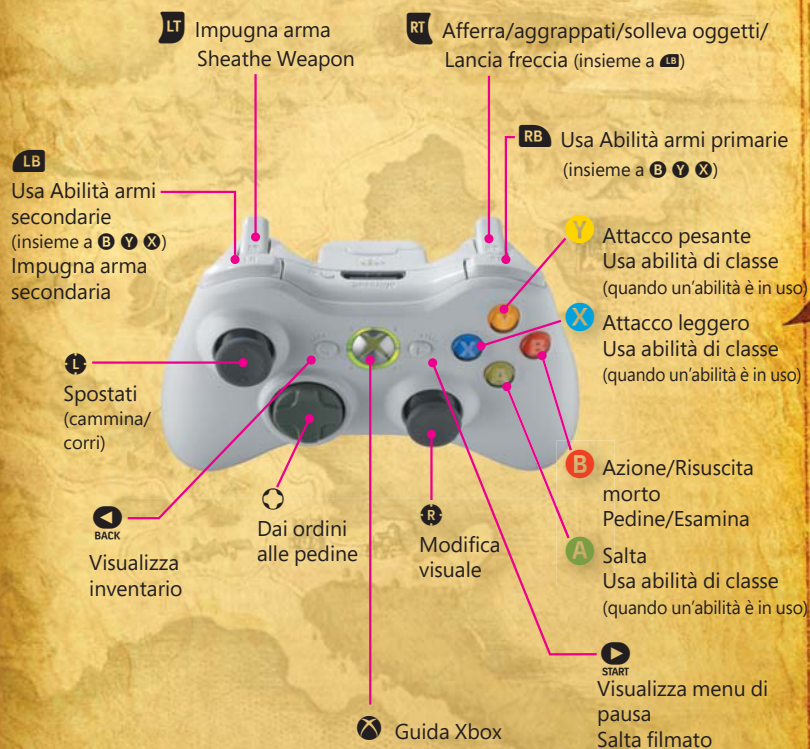 LT Impugna arma
Sheathe Weapon
RT Afferra/aggrappati/solleva oggetti/
Lancia freccia (insieme a LB)
LB
Usa Abilità armi
secondarie
(insieme a B Y X)
Impugna arma
secondaria
RB Usa Abilità armi primarie
(insieme a B Y X)
Y Attacco pesante
Usa abilità di classe
(quando un'abilità è in uso)
X Attacco leggero
Usa abilità di classe
(quando un'abilità è in uso)
L
Spostati
(cammina/
corri)
B Azione/Risuscita
morto
Pedine/Esamina
A Salta
Usa abilità di classe
(quando un'abilità è in uso)
BACK
Visualizza
inventario
Dai ordini
alle pedine
R
Modifica
visuale
START
Visualizza menu di
pausa
Salta filmato
Guida Xbox
Y
X
B
A